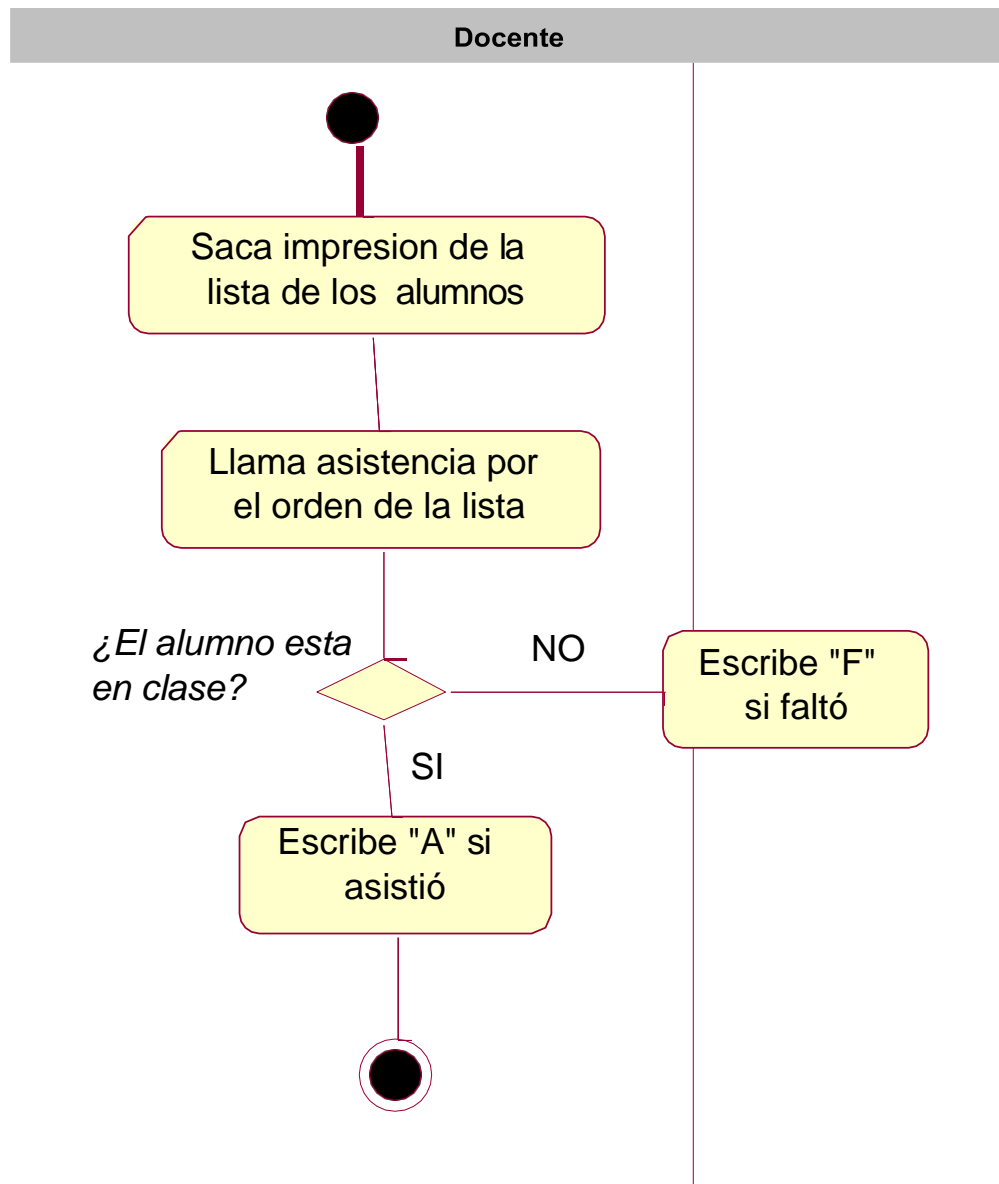 Docente
Saca impresion de la
lista de los alumnos
Llama asistencia por
el orden de la lista
¿El alumno esta
en clase?
NO
Escribe "F"
si faltó
SI
Escribe "A" si
asistió